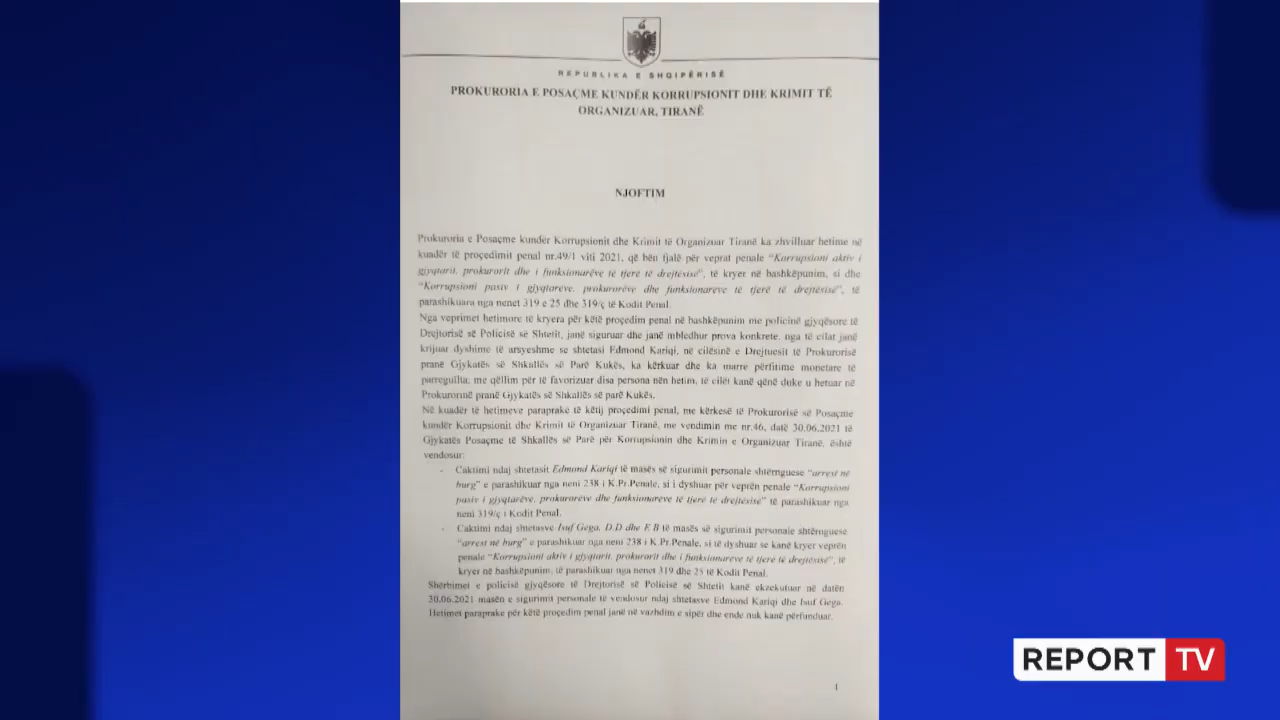 REPUBLIKA E SHQIPËRISË
PROKURORIA E POSAÇME KUNDËR KORRUPSIONIT DHE KRIMIT TË
ORGANIZUAR, TIRANË
NJOFTIM
Prokuroria e Posaçme kundër Korrupsionit dhe Krimit të Organizuar Tiranë ka zhvilluar hetime në
kuadër të proçedimit penal nr.49/1 viti 2021, që bën fjalë për veprat penale “Korrupsioni aktiv i
gjyqtarit, prokurorit dhe i funksionarëve të tjerë të drejtësisë”, të kryer në bashkëpunim, si dhe
“Korrupsioni pasiv i gjyqtarëve, prokurorëve dhe funksionarëve të tjerë të drejtësisë”, të
parashikuara nga nenet 319 e 25 dhe 319/ç të Kodit Penal.
Nga veprimet hetimore të kryera për këtë proçedim penal në bashkëpunim me policinë gjyqësore të
Drejtorisë së Policisë së Shtetit, janë siguruar dhe janë mbledhur prova konkrete, nga të cilat janë
krijuar dyshime të arsyeshme se shtetasi Edmond Kariqi, në cilësinë e Drejtuesit të Prokurorisë
pranë Gjykatës së Shkallës së Parë Kukës, ka kërkuar dhe ka marre përfitime monetare të
parregullta, me qëllim për të favorizuar disa persona nën hetim, të cilët kanë qënë duke u hetuar në
Prokurorinë pranë Gjykatës së Shkallës së parë Kukës.
Në kuadër të hetimeve paraprake të këtij proçedimi penal, me kërkesë të Prokurorisë së Posaçme
kundër Korrupsionit dhe Krimit të Organizuar Tiranë, me vendimin me nr.46, datë 30.06.2021 të
Gjykatës Posaçme të Shkallës së Parë për Korrupsionin dhe Krimin e Organizuar Tiranë, është
vendosur:
- Caktimi ndaj shtetasit Edmond Kariqi të masës së sigurimit personale shtërnguese “arrest në
burg” e parashikuar nga neni 238 i K.Pr.Penale, si i dyshuar për veprën penale “Korrupsioni
pasiv i gjyqtarëve, prokurorëve dhe funksionarëve të tjerë të drejtësisë” të parashikuar nga
neni 319/ç i Kodit Penal.
- Caktimi ndaj shtetasve Isuf Gega, D.D dhe F.B të masës së sigurimit personale shtërnguese
“arrest në burg” e parashikuar nga neni 238 i K.Pr.Penale, si të dyshuar se kanë kryer veprën
penale “Korrupsioni aktiv i gjyqtarit, prokurorit dhe i funksionarëve të tjerë të drejtësisë”, të
kryer në bashkëpunim, të parashikuar nga nenet 319 dhe 25 të Kodit Penal.
Shërbimet e policisë gjyqësore të Drejtorisë së Policisë së Shtetit kanë ekzekutuar në datën
30.06.2021 masën e sigurimit personale të vendosur ndaj shtetasve Edmond Kariqi dhe Isuf Gega.
Hetimet paraprake për këtë proçedim penal janë në vazhdim e sipër dhe ende nuk kanë përfunduar.
1
REPORT TV